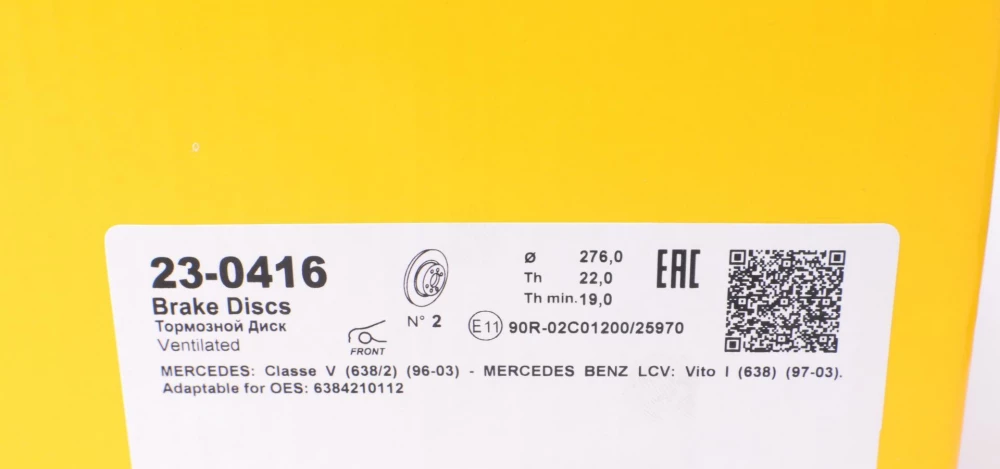 23-0416
Brake Discs
Тормозной Диск
Ventilated
FRONT
N° 2
Ø 276,0
Th 22,0
Th min. 19,0
EAC
E11 90R-02C01200/25970
MERCEDES: Classe V (638/2) (96-03) - MERCEDES BENZ LCV: Vito I (638) (97-03).
Adaptable for OES: 6384210112